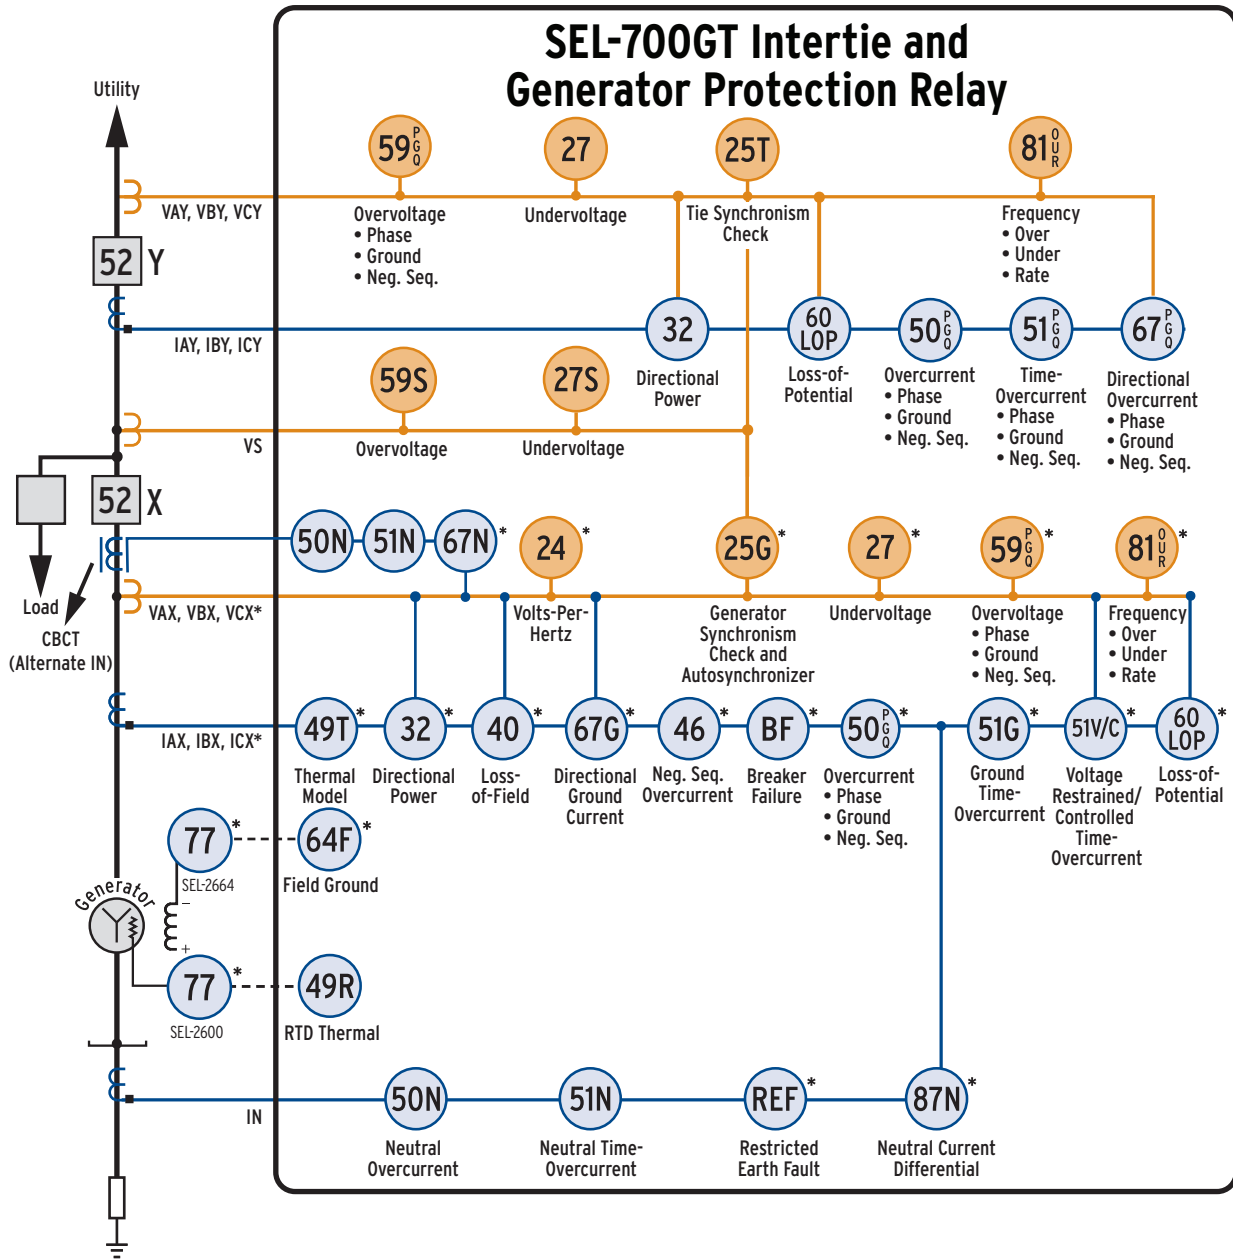 SEL-700GT Intertie and
Generator Protection Relay
Utility
59 P G Q
27
25T
81 O U R
VAY, VBY, VCY
Overvoltage
• Phase
• Ground
• Neg. Seq.
Undervoltage
Tie Synchronism
Check
Frequency
• Over
• Under
• Rate
52 Y
IAY, IBY, ICY
32
60
LOP
50 P G Q
51 P G Q
67 P G Q
Directional
Power
Loss-of-
Potential
Overcurrent
• Phase
• Ground
• Neg. Seq.
Time-
Overcurrent
• Phase
• Ground
• Neg. Seq.
Directional
Overcurrent
• Phase
• Ground
• Neg. Seq.
59S
27S
VS
Overvoltage
Undervoltage
52 X
50N
51N
67N *
24 *
25G *
27 *
59 P G Q *
81 O U R *
Load
CBCT
(Alternate IN)
VAX, VBX, VCX*
Volts-Per-
Hertz
Generator
Synchronism
Check and
Autosynchronizer
Undervoltage
Overvoltage
• Phase
• Ground
• Neg. Seq.
Frequency
• Over
• Under
• Rate
IAX, IBX, ICX*
49T *
32 *
40 *
67G *
46 *
BF *
50 P G Q *
51G *
51V/C *
60
LOP *
Thermal
Model
Directional
Power
Loss-
of-Field
Directional
Ground
Current
Neg. Seq.
Overcurrent
Breaker
Failure
Overcurrent
• Phase
• Ground
• Neg. Seq.
Ground
Time-
Overcurrent
Voltage
Restrained/
Controlled
Time-
Overcurrent
Loss-of-
Potential
77 *
64F *
SEL-2664
Field Ground
Generator
−
+
77 *
49R
SEL-2600
RTD Thermal
IN
50N
51N
REF *
87N *
Neutral
Overcurrent
Neutral Time-
Overcurrent
Restricted
Earth Fault
Neutral Current
Differential